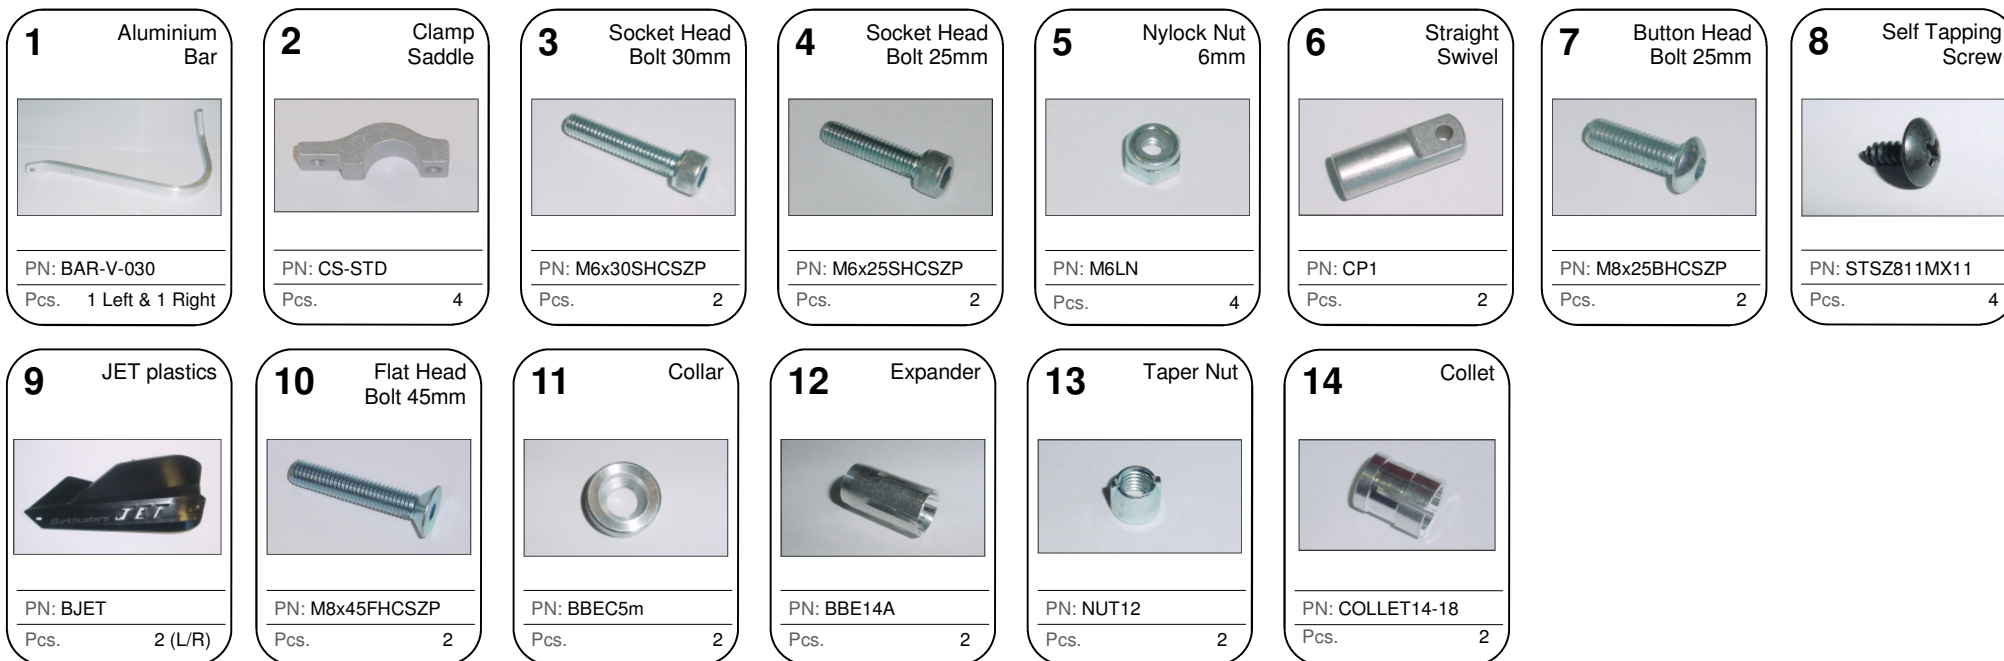 1
Aluminium
Bar
PN: BAR-V-030
Pcs. 1 Left & 1 Right
2
Clamp
Saddle
PN: CS-STD
Pcs. 4
3
Socket Head
Bolt 30mm
PN: M6x30SHCSZP
Pcs. 2
4
Socket Head
Bolt 25mm
PN: M6x25SHCSZP
Pcs. 2
5
Nylock Nut
6mm
PN: M6LN
Pcs. 4
6
Straight
Swivel
PN: CP1
Pcs. 2
7
Button Head
Bolt 25mm
PN: M8x25BHCSZP
Pcs. 2
8
Self Tapping
Screw
PN: STSZ811MX11
Pcs. 4
9
JET plastics
Barkbusters JET
PN: BJET
Pcs. 2 (L/R)
10
Flat Head
Bolt 45mm
PN: M8x45FHCSZP
Pcs. 2
11
Collar
PN: BBEC5m
Pcs. 2
12
Expander
PN: BBE14A
Pcs. 2
13
Taper Nut
PN: NUT12
Pcs. 2
14
Collet
PN: COLLET14-18
Pcs. 2